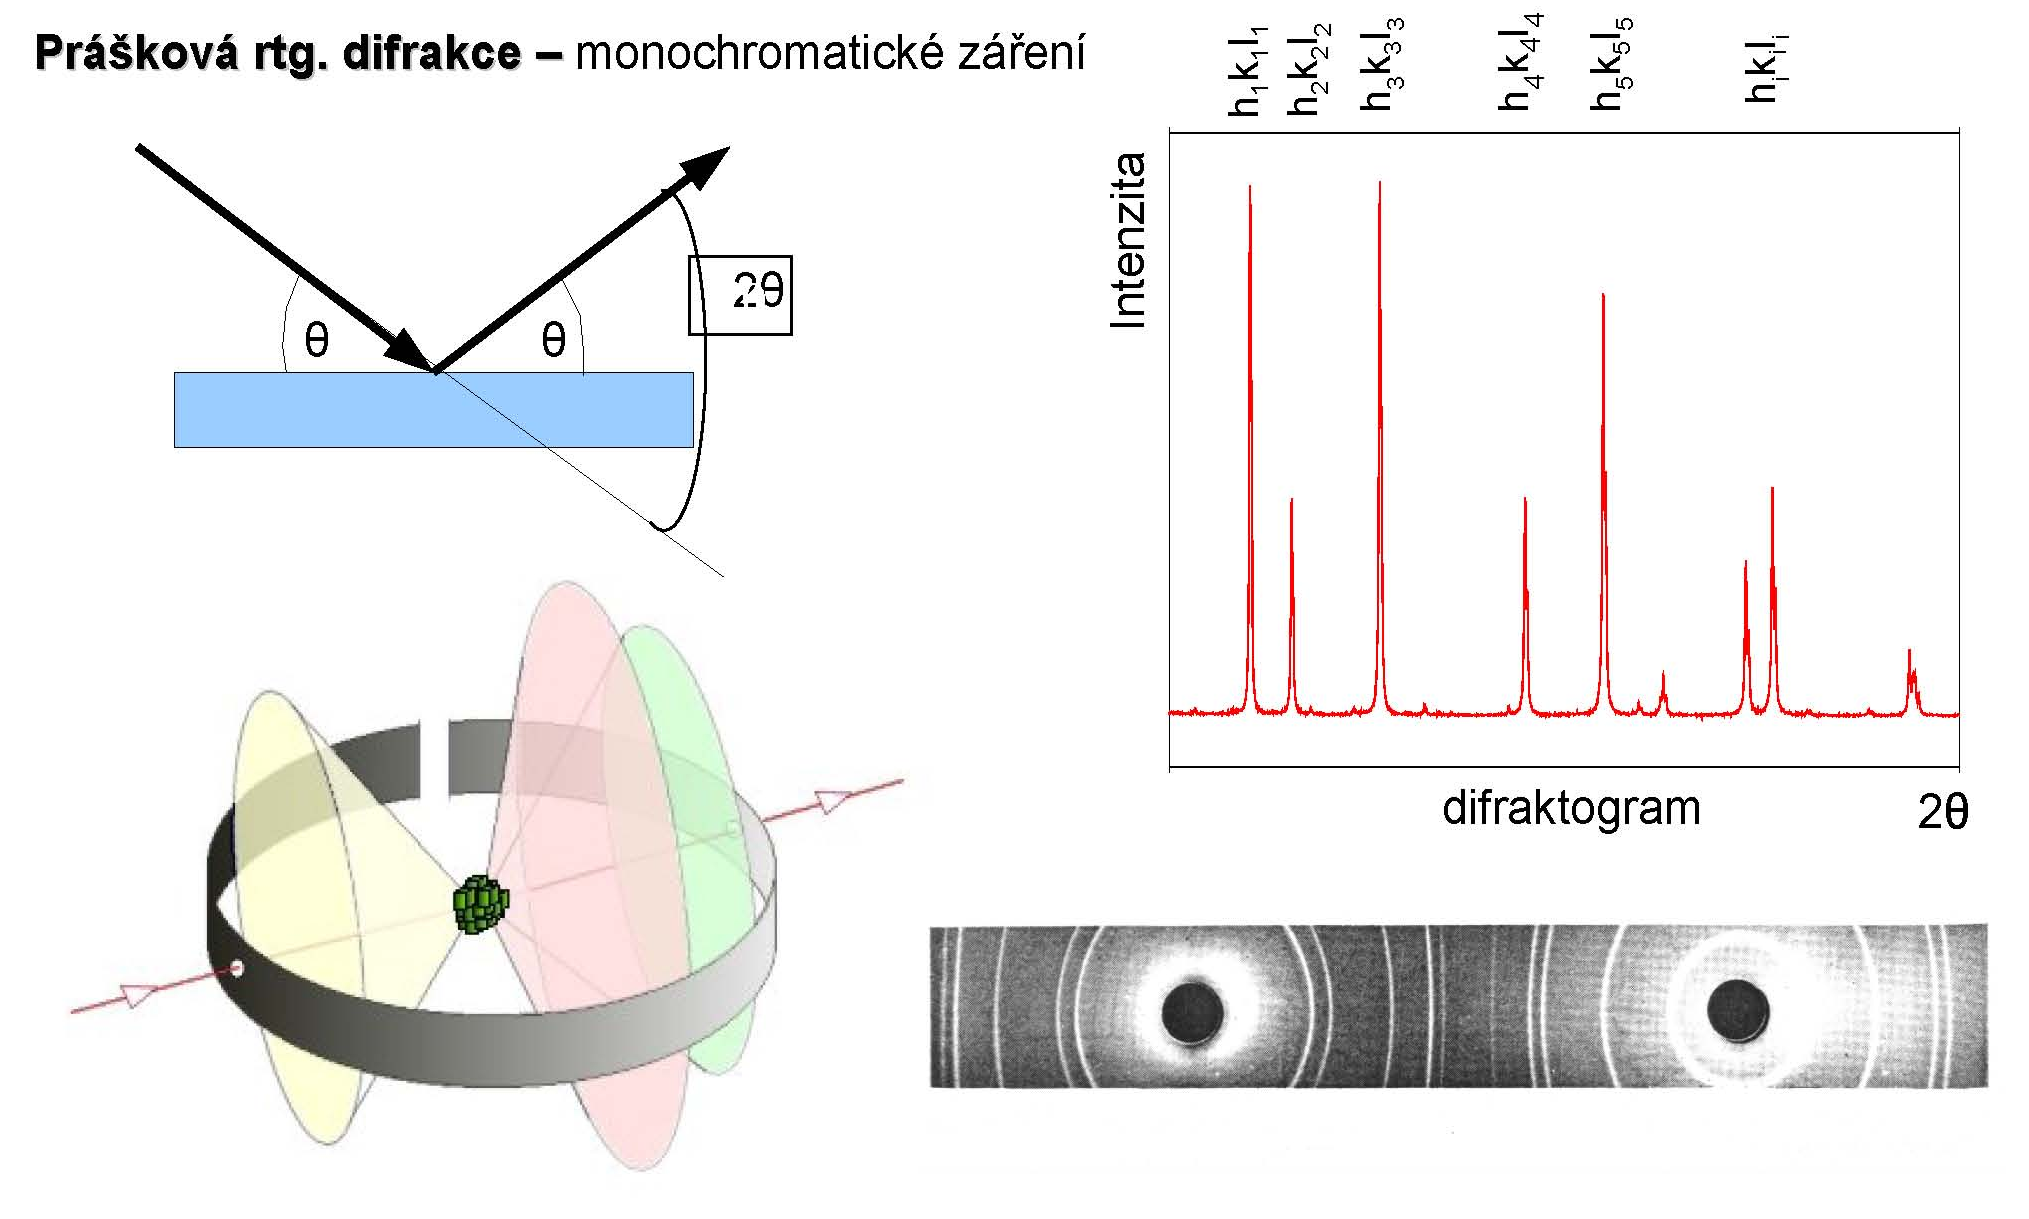 Prášková rtg. difrakce – monochromatické záření
θ
θ
2θ
h₁k₁l₁
h₂k₂l₂
h₃k₃l₃
h₄k₄l₄
h₅k₅l₅
hᵢkᵢlᵢ
Intenzita
difraktogram
2θ